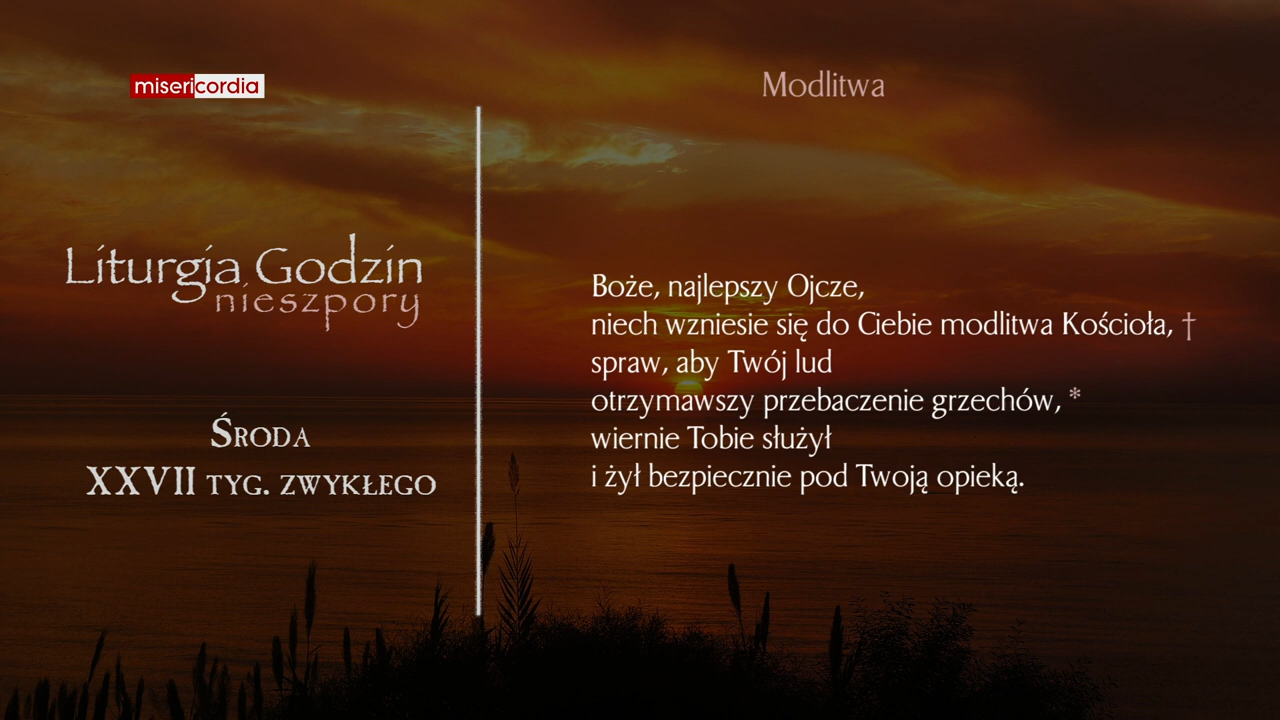 misericordia
Modlitwa
Liturgia Godzin
nieszpory
Środa
XXVII tyg. zwykłego
Boże, najlepszy Ojcze,
niech wzniesie się do Ciebie modlitwa Kościoła, †
spraw, aby Twój lud
otrzymawszy przebaczenie grzechów, *
wiernie Tobie służył
i żył bezpiecznie pod Twoją opieką.